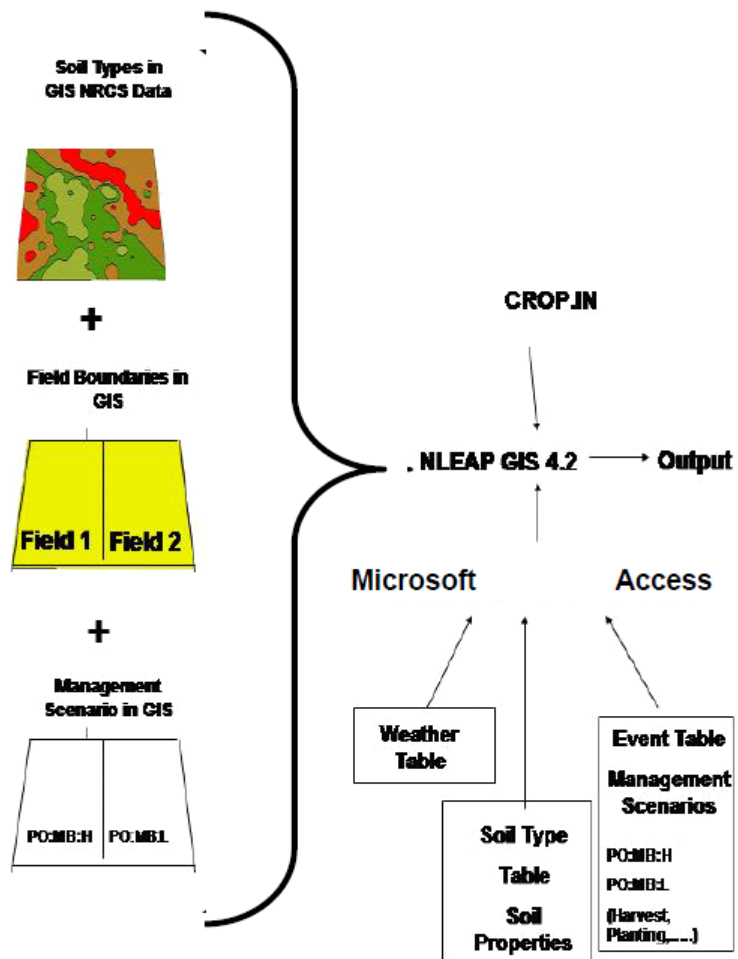 Soil Types in
GIS NRCS Data
+
Field Boundaries in
GIS
Field 1
Field 2
+
Management
Scenario in GIS
PO:MB:H
PO:MB:L
CROP.IN
. NLEAP GIS 4.2
Output
Microsoft
Access
Weather
Table
Soil Type
Table
Soil
Properties
Event Table
Management
Scenarios
PO:MB:H
PO:MB:L
(Harvest,
Planting,.....)